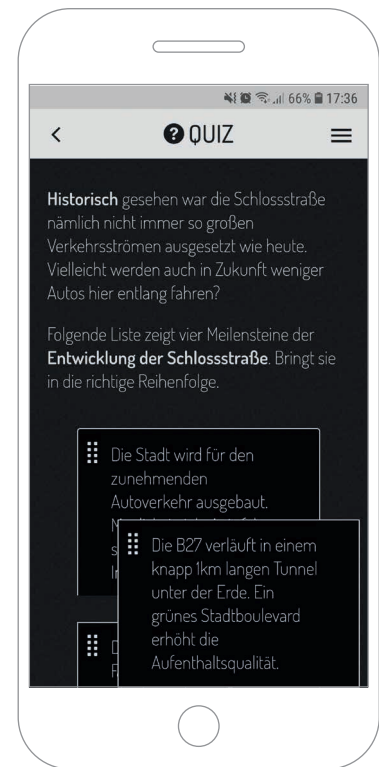 66% 17:36
QUIZ
Historisch gesehen war die Schlossstraße
nämlich nicht immer so großen
Verkehrsströmen ausgesetzt wie heute.
Vielleicht werden auch in Zukunft weniger
Autos hier entlang fahren?
Folgende Liste zeigt vier Meilensteine der
Entwicklung der Schlossstraße. Bringt sie
in die richtige Reihenfolge.
Die Stadt wird für den
zunehmenden
Autoverkehr ausgebaut.
Die B27 verläuft in einem
knapp 1km langen Tunnel
unter der Erde. Ein
grünes Stadtboulevard
erhöht die
Aufenthaltsqualität.